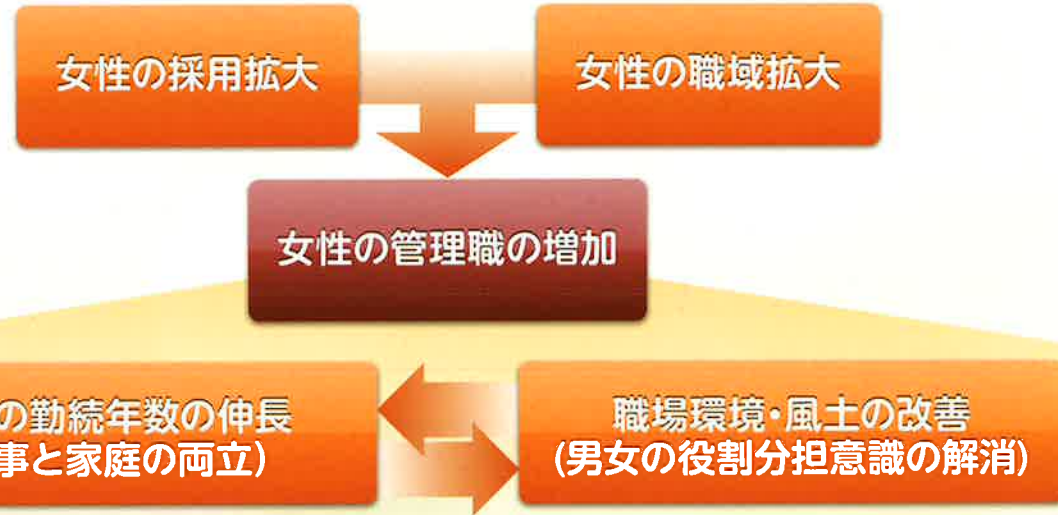 女性の採用拡大
女性の職域拡大
女性の管理職の増加
の勤続年数の伸長
事と家庭の両立）
職場環境・風土の改善
(男女の役割分担意識の解消)